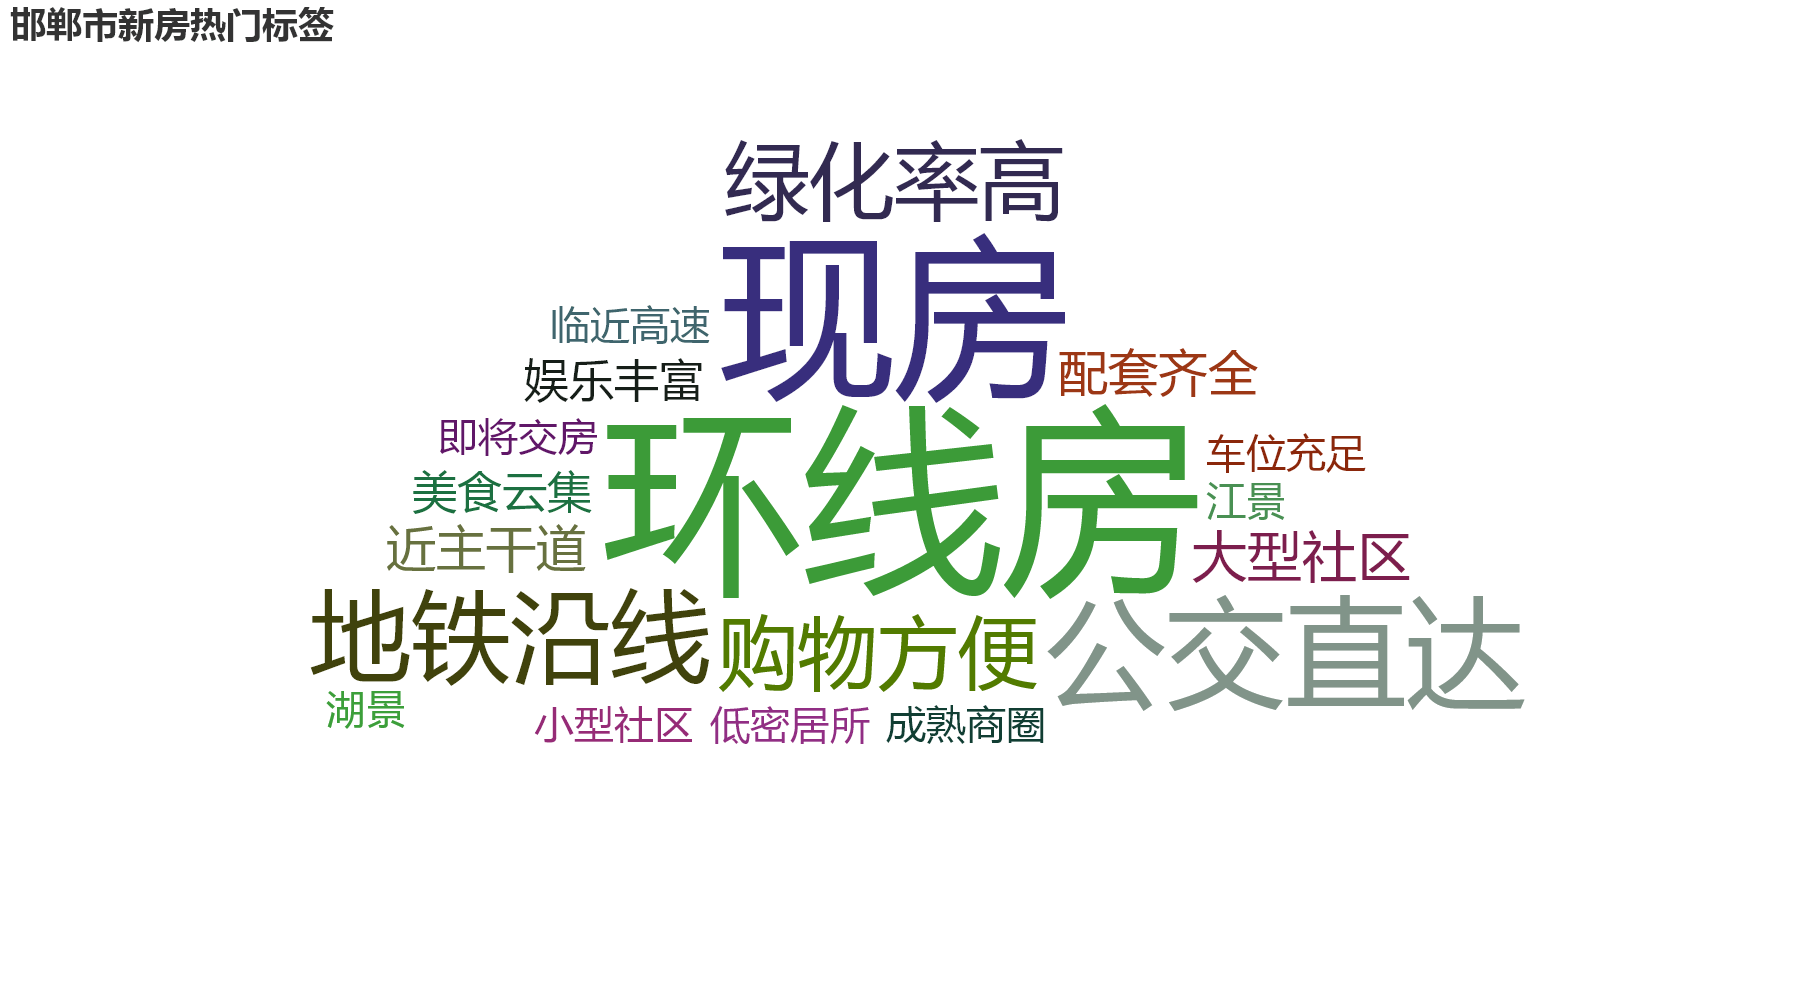 邯郸市新房热门标签
绿化率高
现房
临近高速
娱乐丰富
配套齐全
即将交房
环线房
车位充足
美食云集
江景
近主干道
大型社区
地铁沿线
购物方便
公交直达
湖景
小型社区
低密居所
成熟商圈